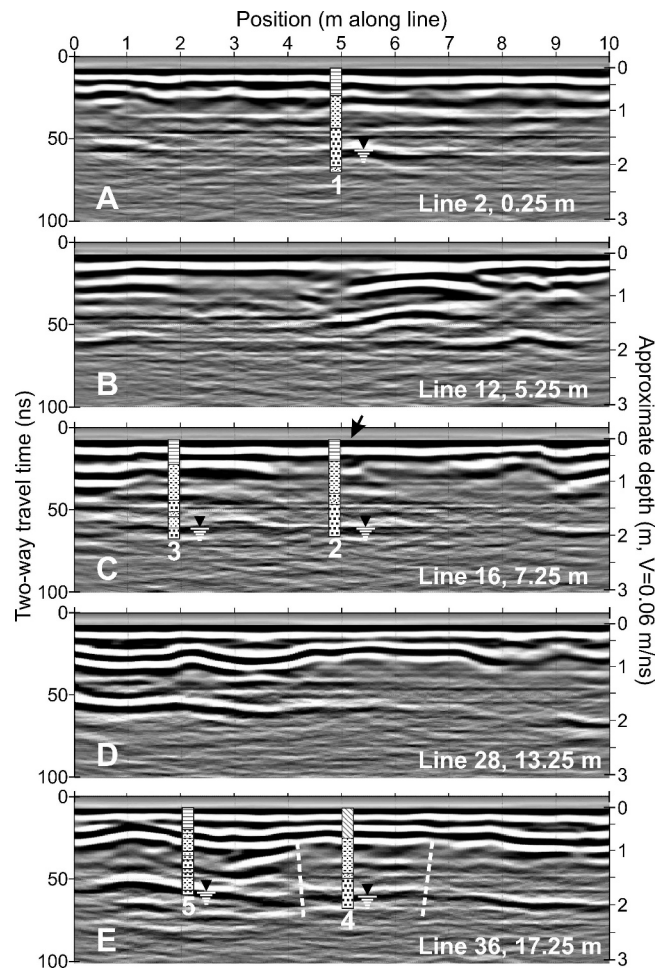 Position (m along line)
0 1 2 3 4 5 6 7 8 9 10
Two-way travel time (ns)
Approximate depth (m, V=0.06 m/ns)
0
50
100
0
1
2
3
1
A
Line 2, 0.25 m
0
50
100
0
1
2
3
B
Line 12, 5.25 m
0
50
100
0
1
2
3
3
2
C
Line 16, 7.25 m
0
50
100
0
1
2
3
D
Line 28, 13.25 m
0
50
100
0
1
2
3
5
4
E
Line 36, 17.25 m